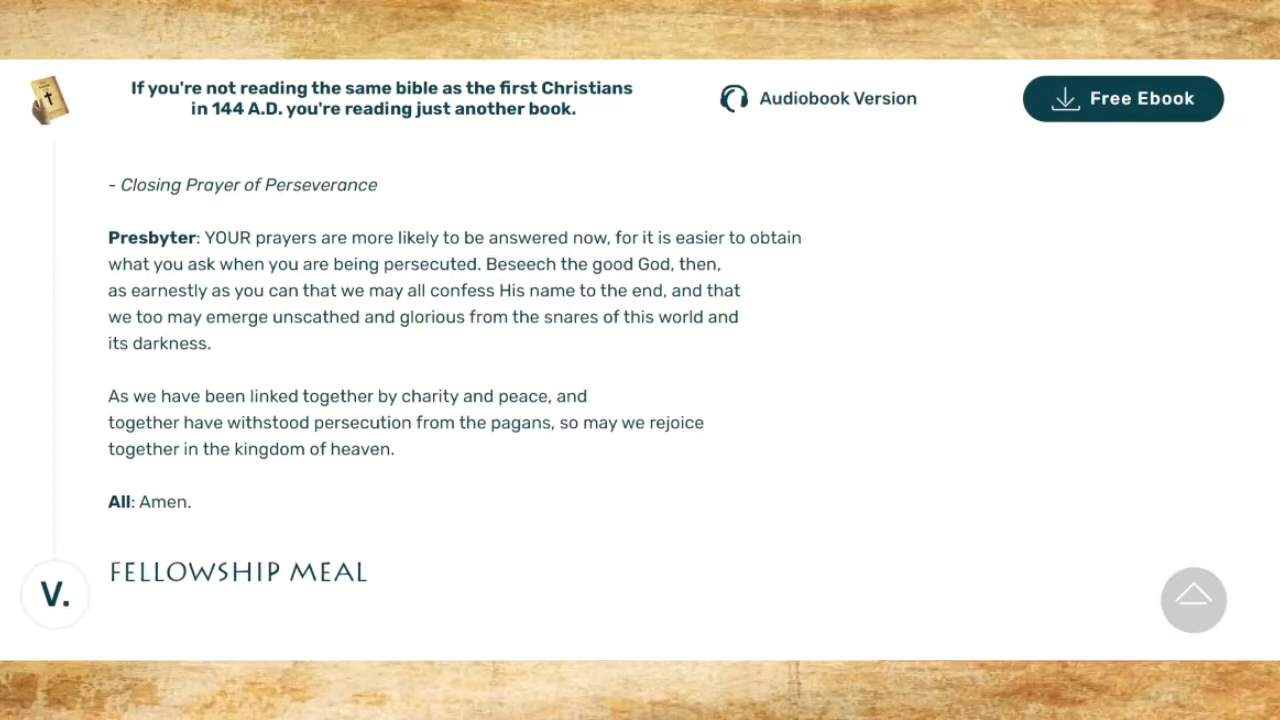 If you're not reading the same bible as the first Christians
in 144 A.D. you're reading just another book.
Audiobook Version
Free Ebook
- Closing Prayer of Perseverance
Presbyter: YOUR prayers are more likely to be answered now, for it is easier to obtain
what you ask when you are being persecuted. Beseech the good God, then,
as earnestly as you can that we may all confess His name to the end, and that
we too may emerge unscathed and glorious from the snares of this world and
its darkness.
As we have been linked together by charity and peace, and
together have withstood persecution from the pagans, so may we rejoice
together in the kingdom of heaven.
All: Amen.
V.
FELLOWSHIP MEAL